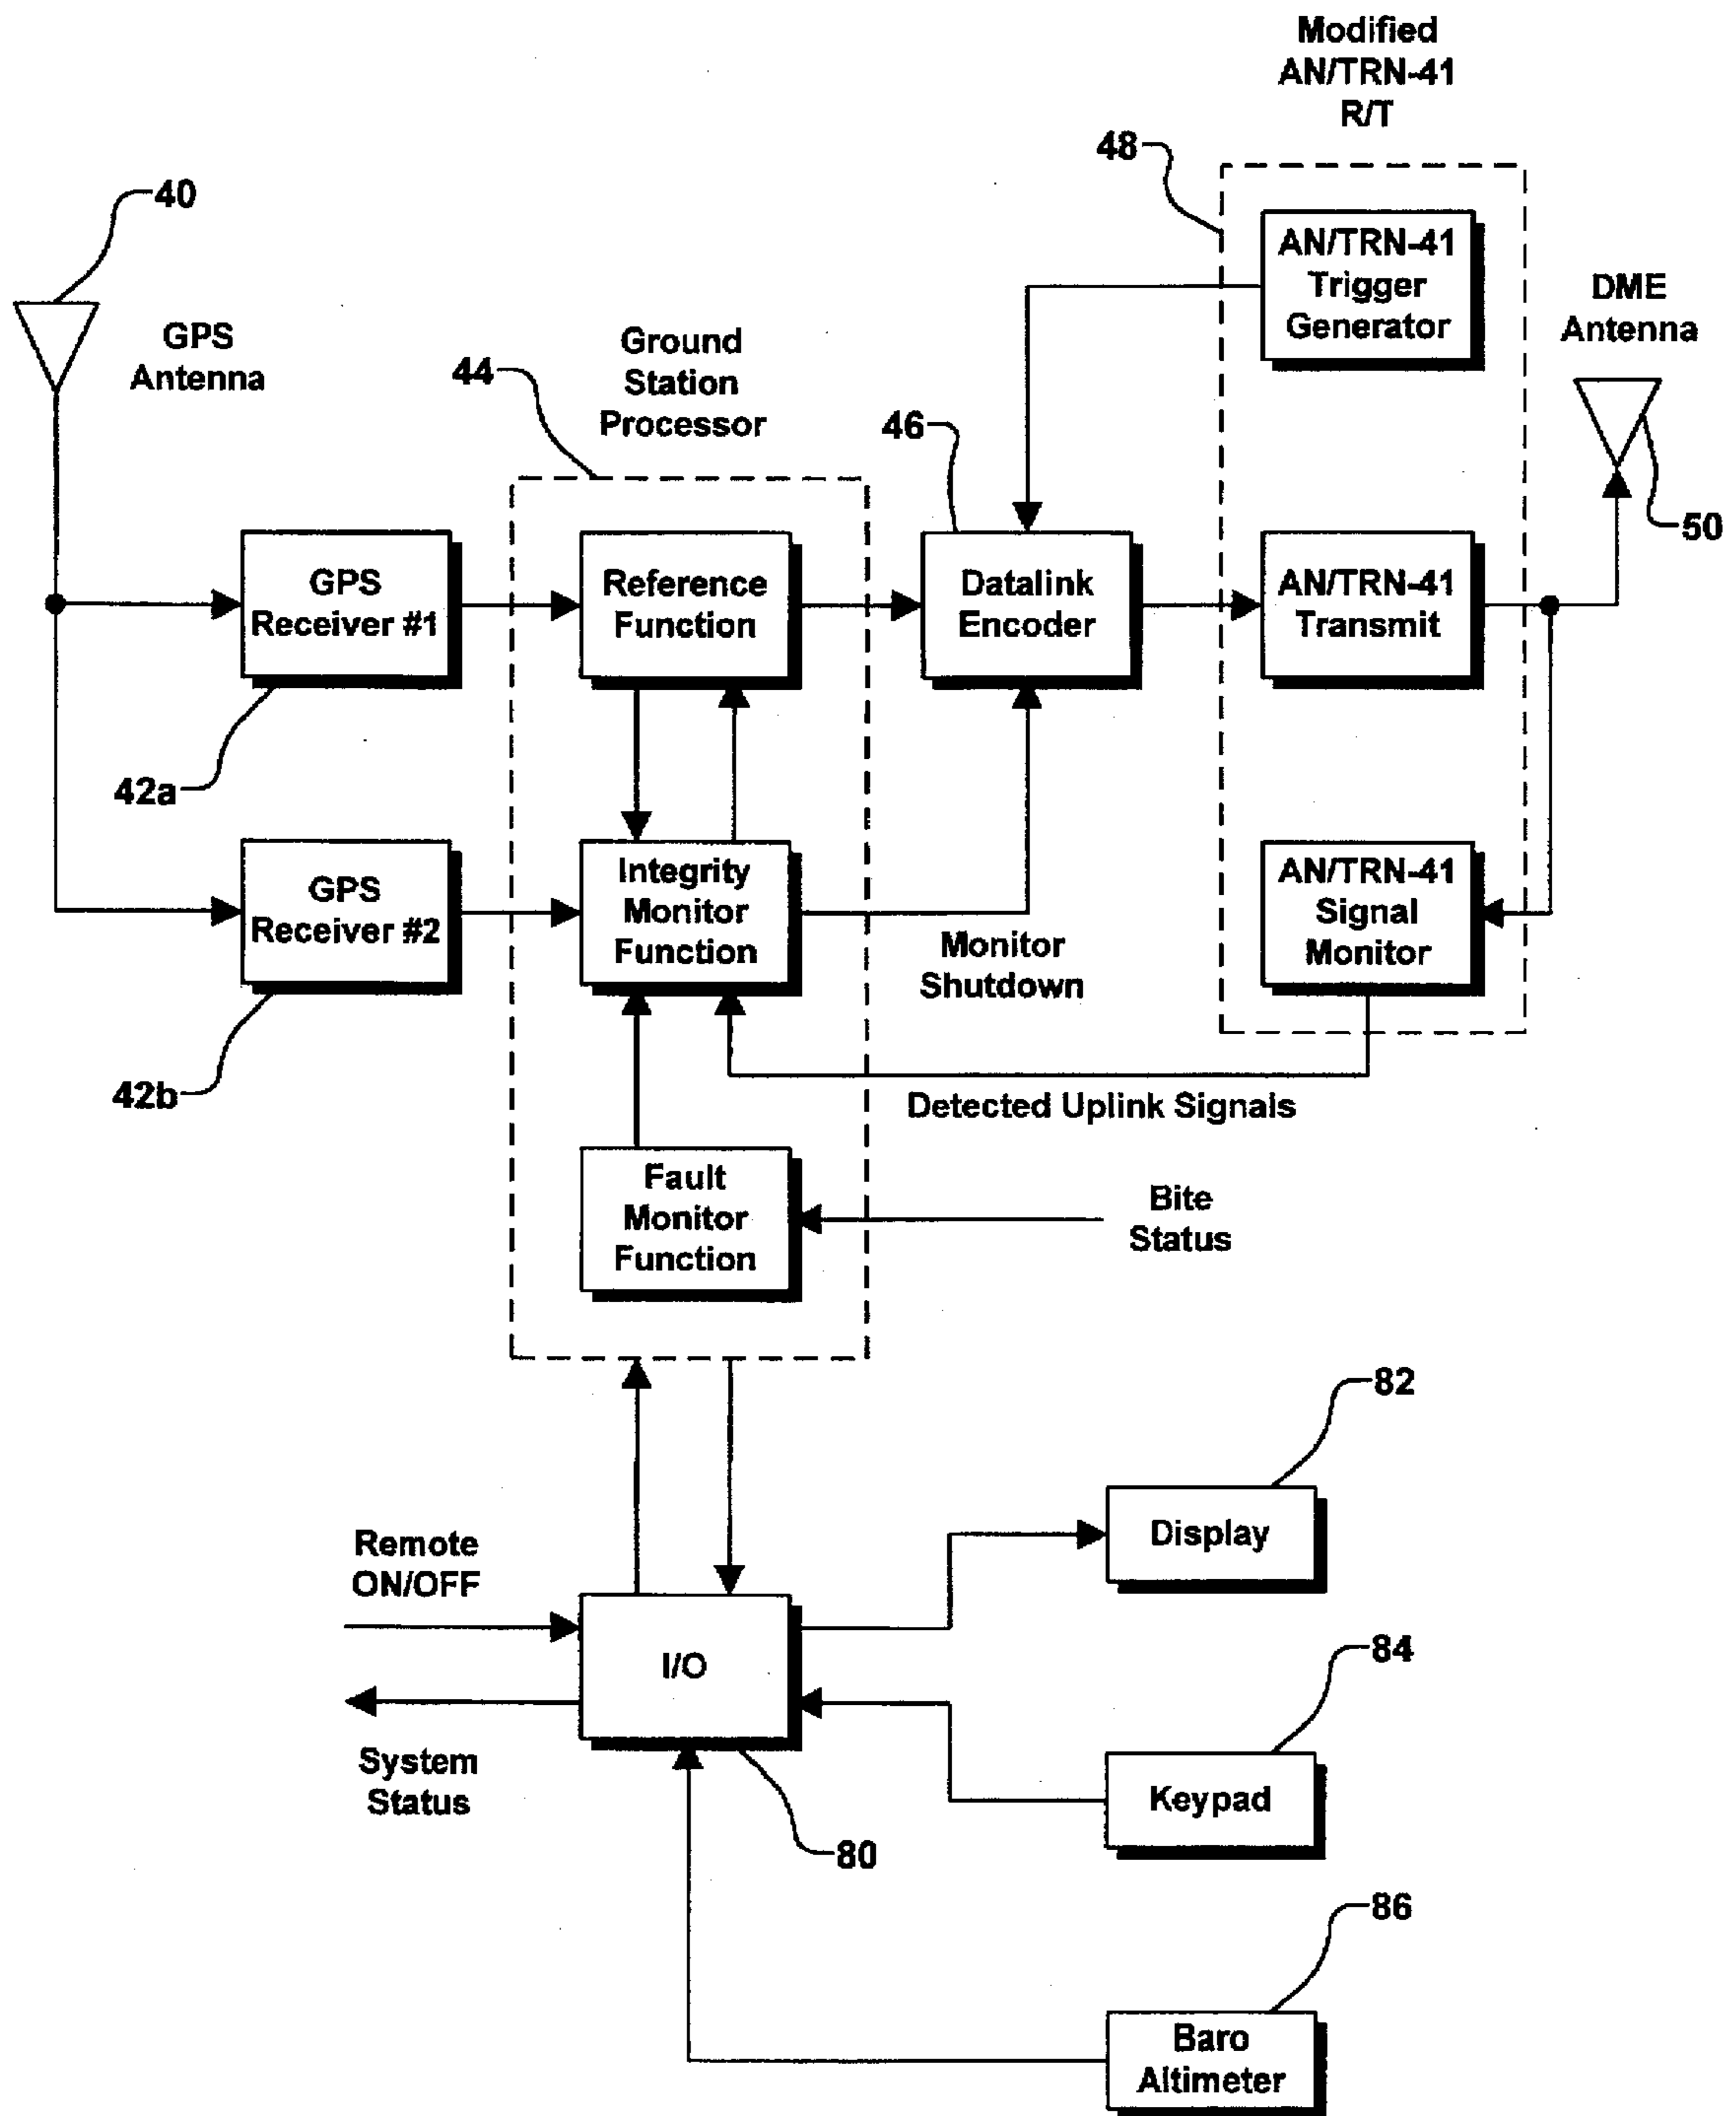 Modified
AN/TRN-41
R/T
48
40
AN/TRN-41
Trigger
Generator
DME
Antenna
GPS
Antenna
Ground
Station
Processor
44
46
50
GPS
Receiver #1
Reference
Function
Datalink
Encoder
AN/TRN-41
Transmit
42a
GPS
Receiver #2
Integrity
Monitor
Function
Monitor
Shutdown
AN/TRN-41
Signal
Monitor
42b
Detected Uplink Signals
Fault
Monitor
Function
Bite
Status
82
Remote
ON/OFF
Display
I/O
84
System
Status
Keypad
80
86
Baro
Altimeter